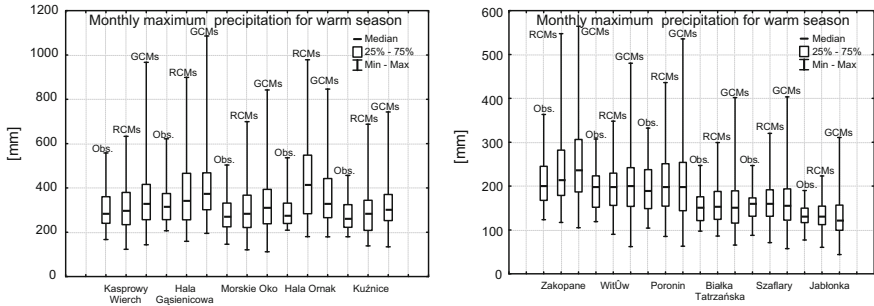 Monthly maximum precipitation for warm season
Median
25% - 75%
Min - Max
[mm]
1200
1000
800
600
400
200
0
Obs.
RCMs
GCMs
Obs.
RCMs
GCMs
Obs.
RCMs
GCMs
Obs.
RCMs
GCMs
Obs.
RCMs
GCMs
Kasprowy Wierch
Hala Gąsienicowa
Morskie Oko
Hala Ornak
Kuźnice
Monthly maximum precipitation for warm season
Median
25% - 75%
Min - Max
[mm]
600
500
400
300
200
100
0
Obs.
RCMs
GCMs
Obs.
RCMs
GCMs
Obs.
RCMs
GCMs
Obs.
RCMs
GCMs
Obs.
RCMs
GCMs
Obs.
RCMs
GCMs
Zakopane
WitÛw
Poronin
Białka Tatrzańska
Szaflary
Jabłonka